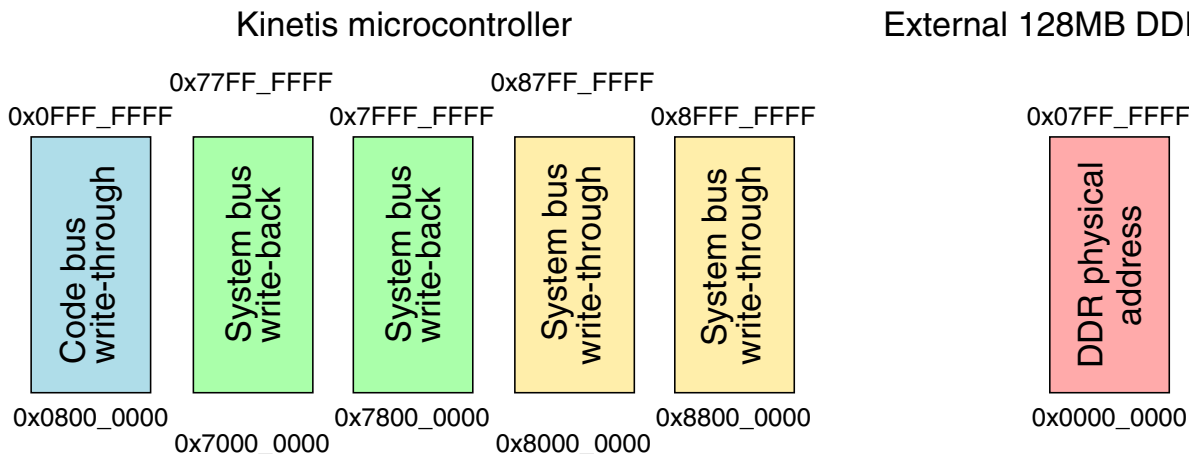 Kinetis microcontroller
External 128MB DD
0x77FF_FFFF
0x87FF_FFFF
0x0FFF_FFFF
0x7FFF_FFFF
0x8FFF_FFFF
0x07FF_FFFF
Code bus
write-through
System bus
write-back
System bus
write-back
System bus
write-through
System bus
write-through
DDR physical
address
0x0800_0000
0x7800_0000
0x8800_0000
0x0000_0000
0x7000_0000
0x8000_0000